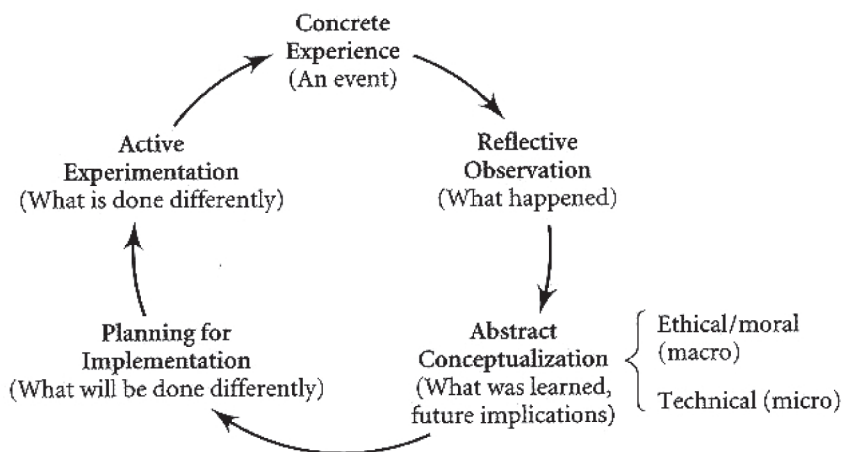 Concrete
Experience
(An event)
Reflective
Observation
(What happened)
Abstract
Conceptualization
(What was learned,
future implications)
Ethical/moral
(macro)
Technical (micro)
Planning for
Implementation
(What will be done differently)
Active
Experimentation
(What is done differently)